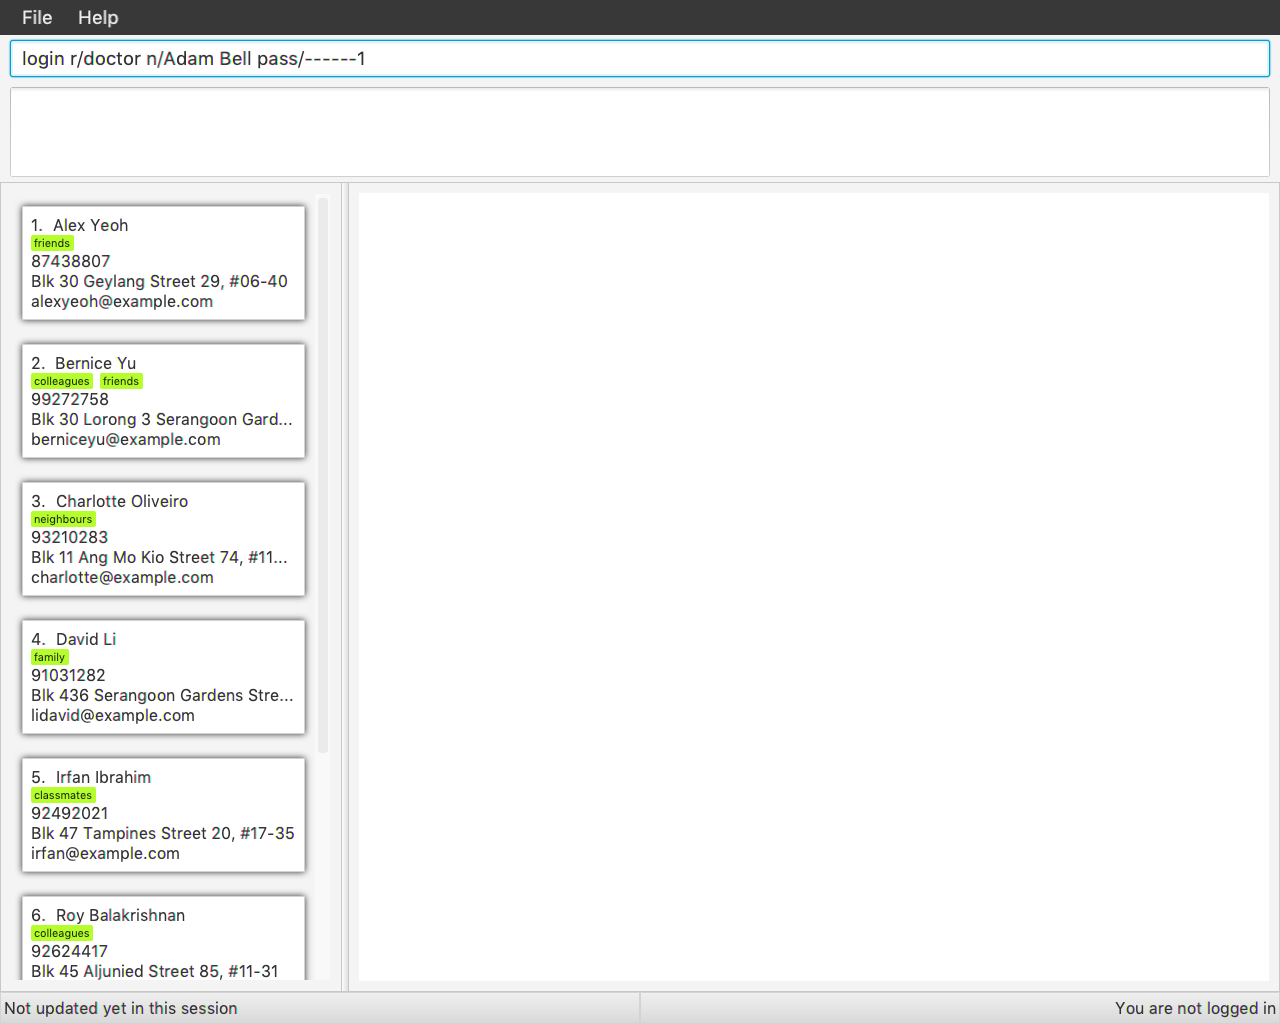 File Help
login r/doctor n/Adam Bell pass/------1
1. Alex Yeoh
friends
87438807
Blk 30 Geylang Street 29, #06-40
alexyeoh@example.com
2. Bernice Yu
colleagues friends
99272758
Blk 30 Lorong 3 Serangoon Gard...
berniceyu@example.com
3. Charlotte Oliveiro
neighbours
93210283
Blk 11 Ang Mo Kio Street 74, #11...
charlotte@example.com
4. David Li
family
91031282
Blk 436 Serangoon Gardens Stre...
lidavid@example.com
5. Irfan Ibrahim
classmates
92492021
Blk 47 Tampines Street 20, #17-35
irfan@example.com
6. Roy Balakrishnan
colleagues
92624417
Blk 45 Aljunied Street 85, #11-31
Not updated yet in this session
You are not logged in